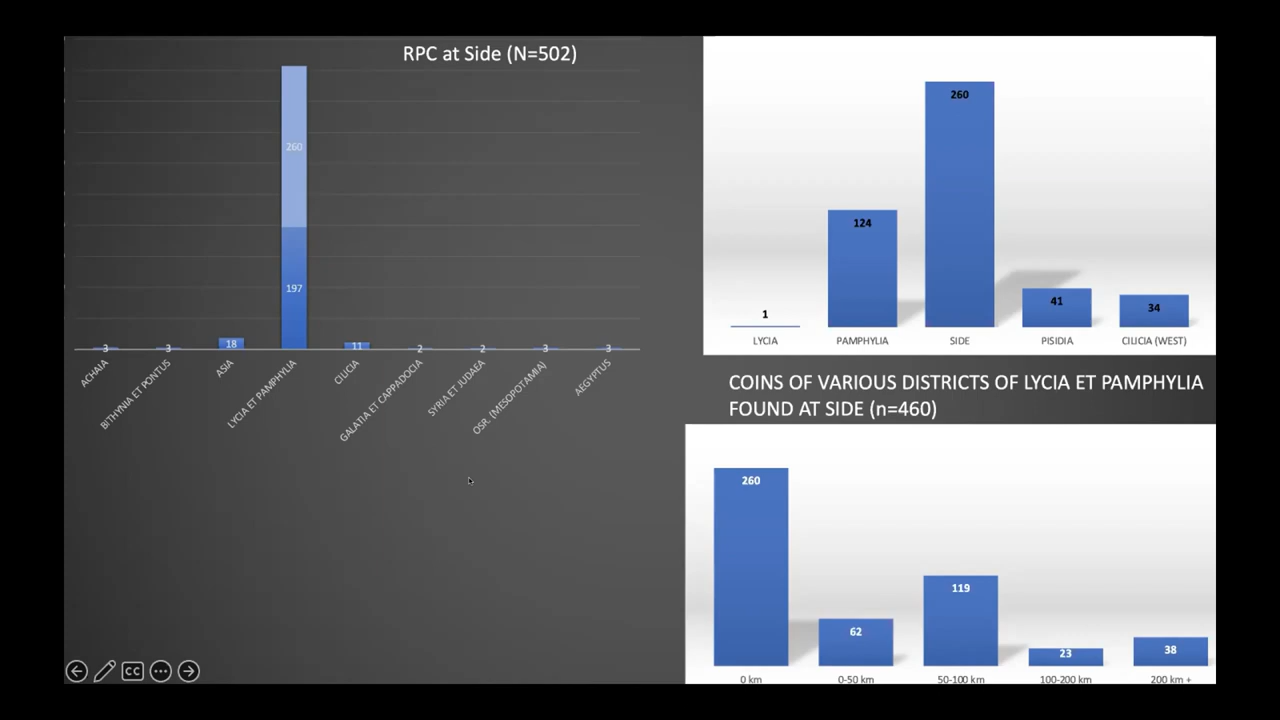 RPC at Side (N=502)
260
197
3
3
18
11
2
2
3
3
ACHAIA
BITHYNIA ET PONTUS
ASIA
LYCIA ET PAMPHYLIA
CILICIA
GALATIA ET CAPPADOCIA
SYRIA ET JUDAEA
OSR. (MESOPOTAMIA)
AEGYPTUS
1
124
260
41
34
LYCIA
PAMPHYLIA
SIDE
PISIDIA
CILICIA (WEST)
COINS OF VARIOUS DISTRICTS OF LYCIA ET PAMPHYLIA
FOUND AT SIDE (n=460)
260
62
119
23
38
0 km
0-50 km
50-100 km
100-200 km
200 km +
CC